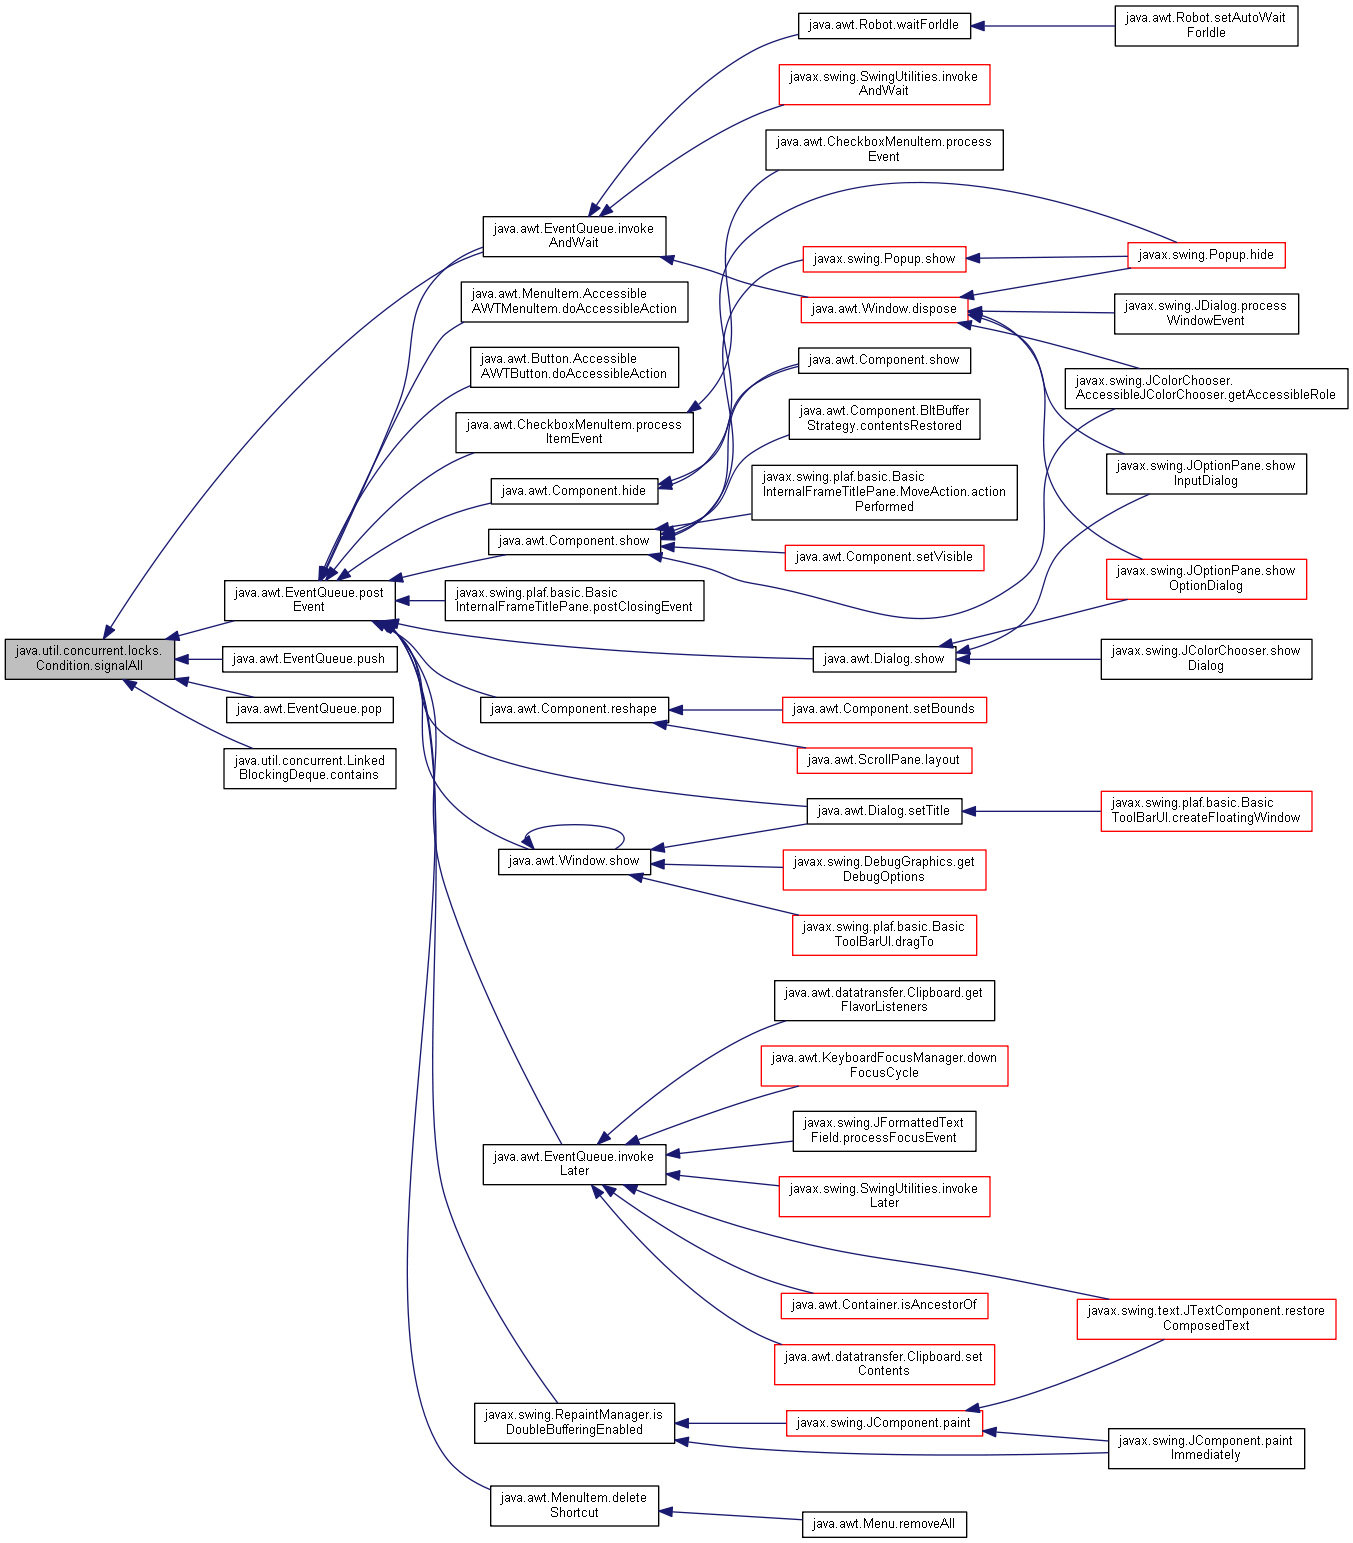 java.awt.Robot.waitForIdle
java.awt.Robot.setAutoWait
ForIdle
javax.swing.SwingUtilities.invoke
AndWait
java.awt.CheckboxMenuItem.process
Event
java.awt.EventQueue.invoke
AndWait
javax.swing.Popup.show
javax.swing.Popup.hide
java.awt.MenuItem.Accessible
AWTMenuItem.doAccessibleAction
java.awt.Window.dispose
javax.swing.JDialog.process
WindowEvent
java.awt.Button.Accessible
AWTButton.doAccessibleAction
java.awt.Component.show
javax.swing.JColorChooser.
AccessibleJColorChooser.getAccessibleRole
java.awt.CheckboxMenuItem.process
ItemEvent
java.awt.Component.BltBuffer
Strategy.contentsRestored
javax.swing.JOptionPane.show
InputDialog
java.awt.Component.hide
javax.swing.plaf.basic.Basic
InternalFrameTitlePane.MoveAction.action
Performed
java.awt.Component.show
java.awt.Component.setVisible
javax.swing.JOptionPane.show
OptionDialog
java.awt.EventQueue.post
Event
javax.swing.plaf.basic.Basic
InternalFrameTitlePane.postClosingEvent
java.util.concurrent.locks.
Condition.signalAll
java.awt.EventQueue.push
java.awt.Dialog.show
javax.swing.JColorChooser.show
Dialog
java.awt.EventQueue.pop
java.awt.Component.reshape
java.awt.Component.setBounds
java.util.concurrent.Linked
BlockingDeque.contains
java.awt.ScrollPane.layout
java.awt.Dialog.setTitle
javax.swing.plaf.basic.Basic
ToolBarUI.createFloatingWindow
java.awt.Window.show
javax.swing.DebugGraphics.get
DebugOptions
javax.swing.plaf.basic.Basic
ToolBarUI.dragTo
java.awt.datatransfer.Clipboard.get
FlavorListeners
java.awt.KeyboardFocusManager.down
FocusCycle
javax.swing.JFormattedText
Field.processFocusEvent
java.awt.EventQueue.invoke
Later
javax.swing.SwingUtilities.invoke
Later
java.awt.Container.isAncestorOf
javax.swing.text.JTextComponent.restore
ComposedText
java.awt.datatransfer.Clipboard.set
Contents
javax.swing.RepaintManager.is
DoubleBufferingEnabled
javax.swing.JComponent.paint
javax.swing.JComponent.paint
Immediately
java.awt.MenuItem.delete
Shortcut
java.awt.Menu.removeAll